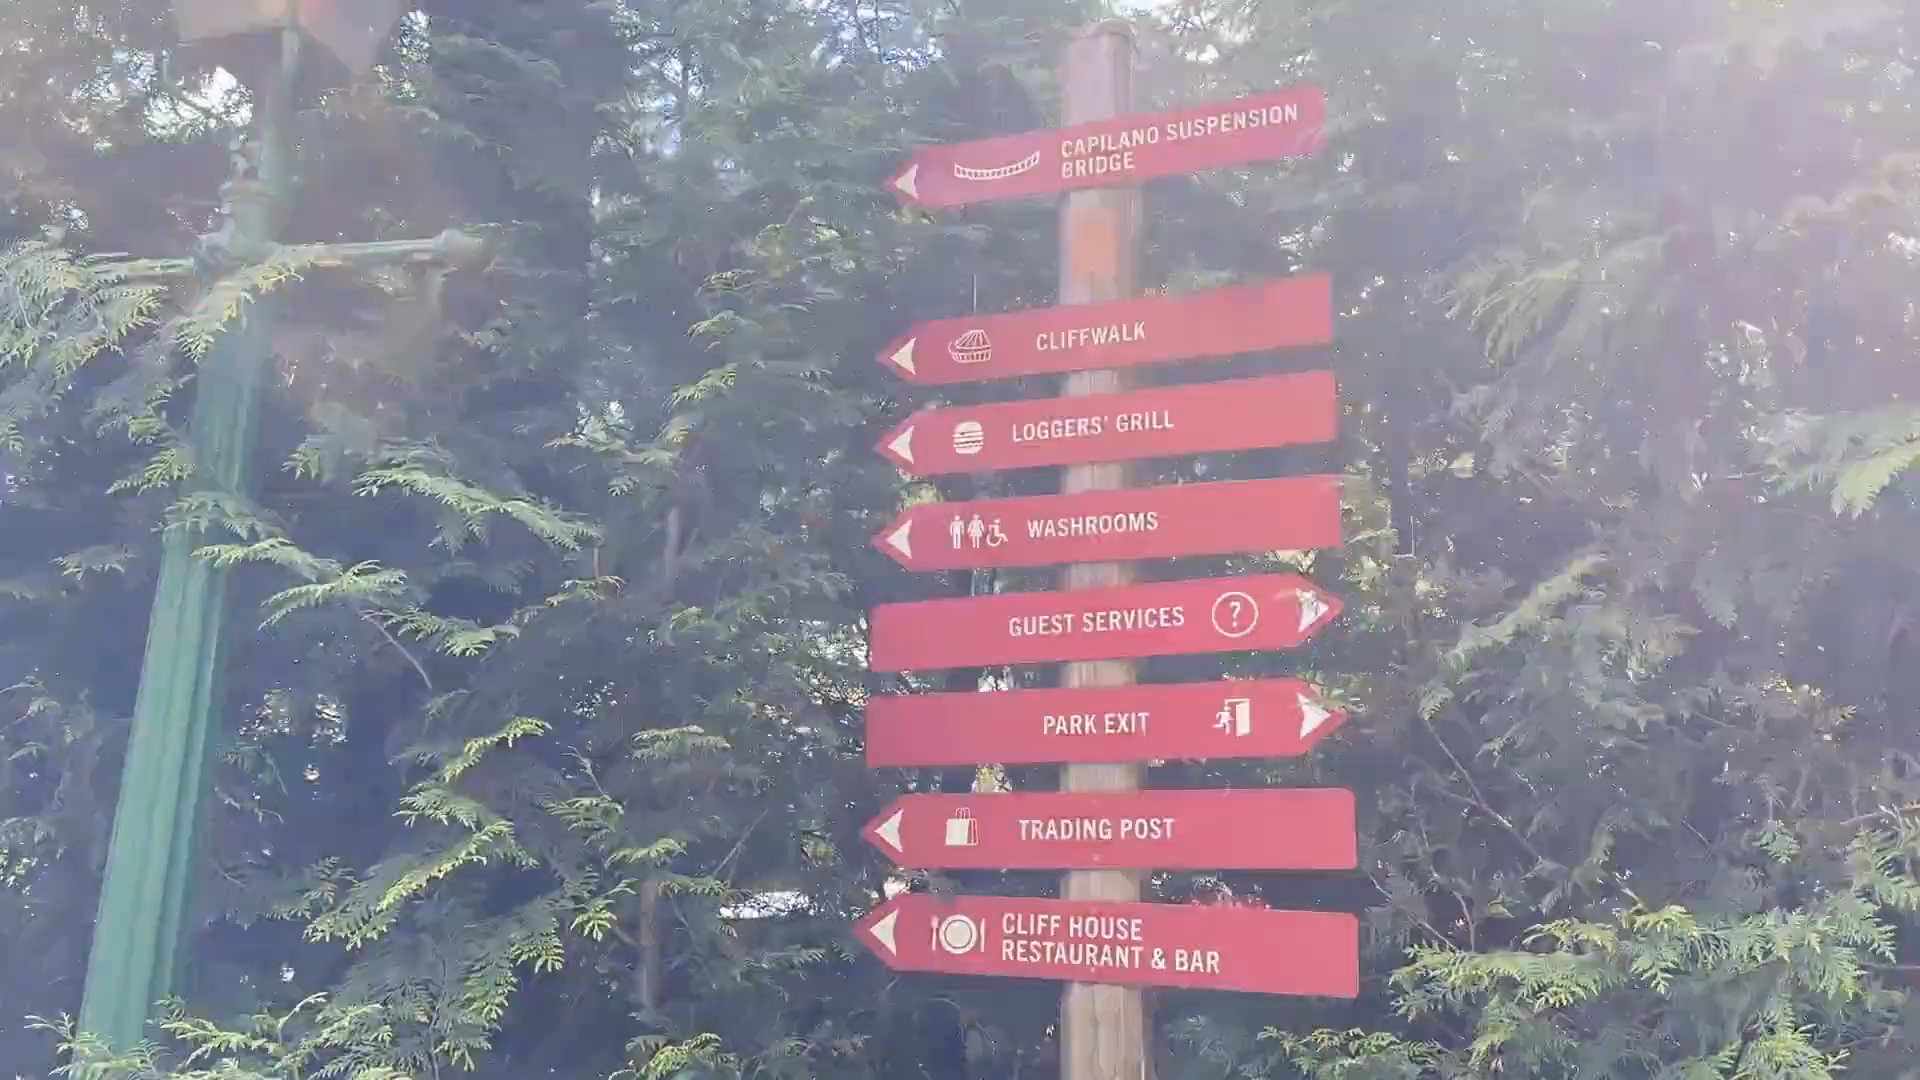 CAPILANO SUSPENSION
BRIDGE
CLIFFWALK
LOGGERS' GRILL
WASHROOMS
GUEST SERVICES ?
PARK EXIT
TRADING POST
CLIFF HOUSE
RESTAURANT & BAR